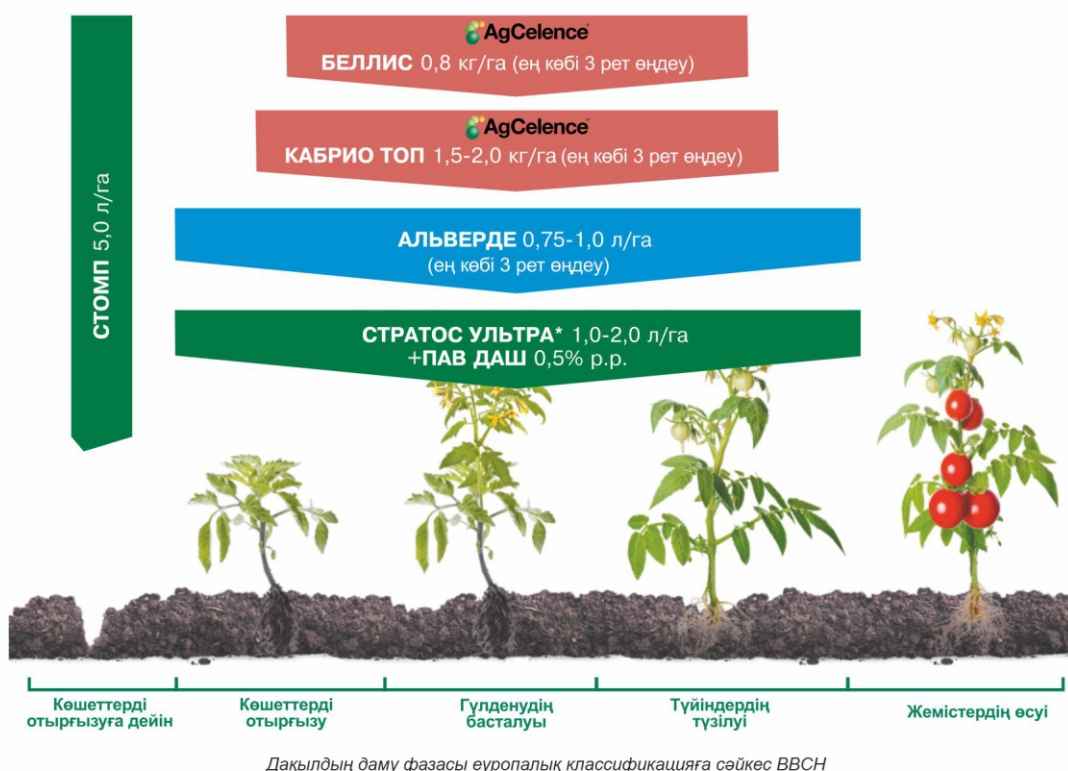 СТОМП 5,0 л/га
AgCelence®
БЕЛЛИС 0,8 кг/га (ең көбі 3 рет өңдеу)
AgCelence®
КАБРИО ТОП 1,5-2,0 кг/га (ең көбі 3 рет өңдеу)
АЛЬВЕРДЕ 0,75-1,0 л/га
(ең көбі 3 рет өңдеу)
СТРАТОС УЛЬТРА* 1,0-2,0 л/га
+ПАВ ДАШ 0,5% р.р.
Көшеттерді
отырғызуға дейін
Көшеттерді
отырғызу
Гүлденудің
басталуы
Түйіндердің
түзілуі
Жемістердің өсуі
Дақылдың даму фазасы еуропалық классификацияға сәйкес ВВСН